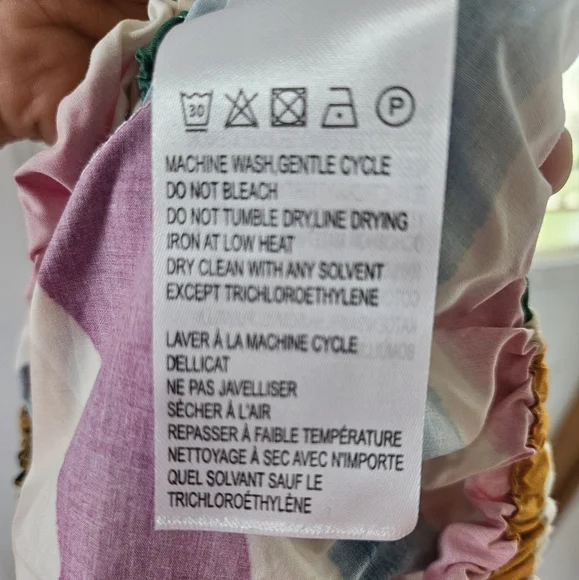 30 P
MACHINE WASH,GENTLE CYCLE
DO NOT BLEACH
DO NOT TUMBLE DRY,LINE DRYING
IRON AT LOW HEAT
DRY CLEAN WITH ANY SOLVENT
EXCEPT TRICHLOROETHYLENE
LAVER À LA MACHINE CYCLE
DELLICAT
NE PAS JAVELLISER
SÈCHER À L'AIR
REPASSER À FAIBLE TEMPÉRATURE
NETTOYAGE À SEC AVEC N'IMPORTE
QUEL SOLVANT SAUF LE
TRICHLOROÉTHYLÈNE